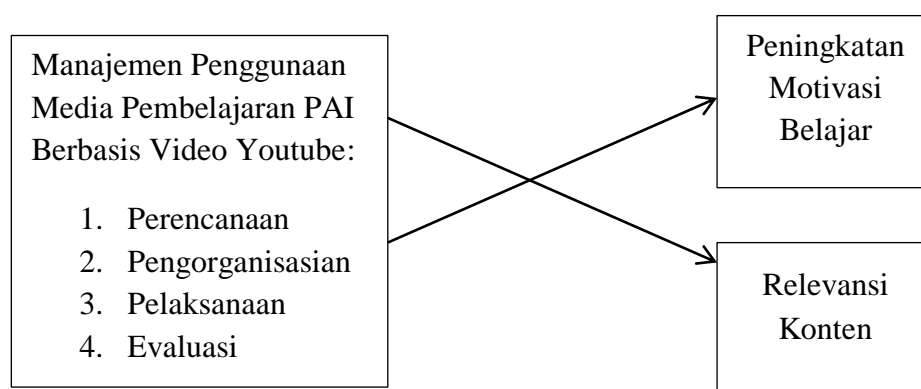 Manajemen Penggunaan
Media Pembelajaran PAI
Berbasis Video Youtube:
1. Perencanaan
2. Pengorganisasian
3. Pelaksanaan
4. Evaluasi
Peningkatan
Motivasi
Belajar
Relevansi
Konten